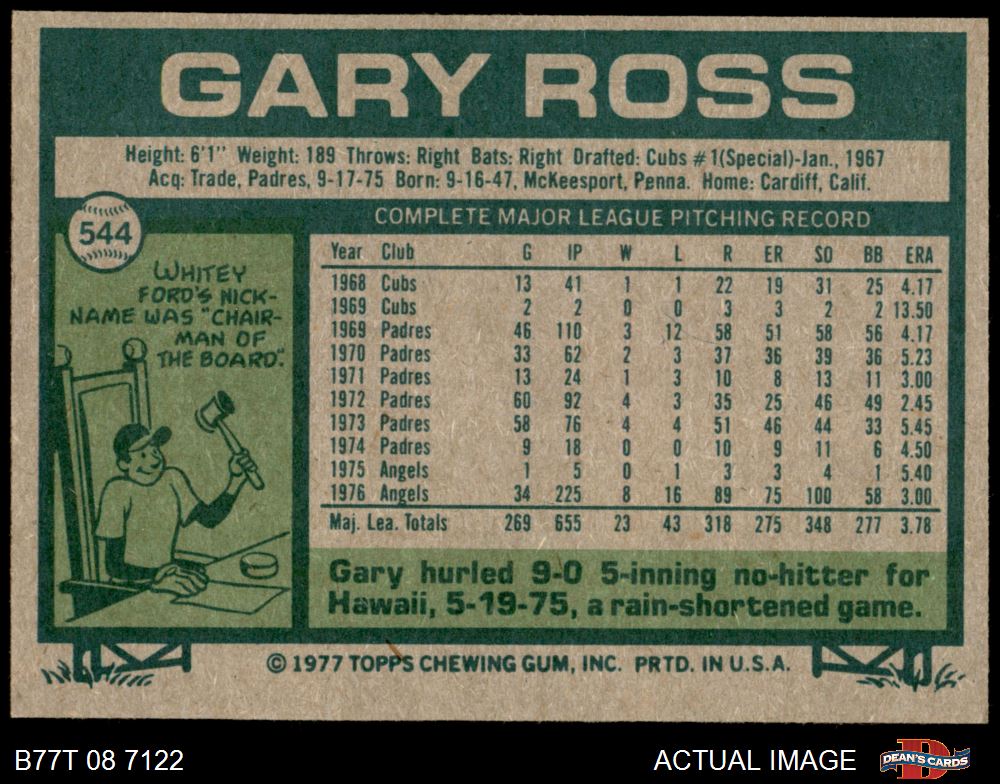 GARY ROSS
Height: 6'1" Weight: 189 Throws: Right Bats: Right Drafted: Cubs #1(Special)-Jan., 1967
Acq: Trade, Padres, 9-17-75 Born: 9-16-47, McKeesport, Penna. Home: Cardiff, Calif.
544
WHITEY
FORD'S NICK-
NAME WAS "CHAIR-
MAN OF
THE BOARD."
COMPLETE MAJOR LEAGUE PITCHING RECORD
Year Club G IP W L R ER SO BB ERA
1968 Cubs 13 41 1 1 22 19 31 25 4.17
1969 Cubs 2 2 0 0 3 3 2 2 13.50
1969 Padres 46 110 3 12 58 51 58 56 4.17
1970 Padres 33 62 2 3 37 36 39 36 5.23
1971 Padres 13 24 1 3 10 8 13 11 3.00
1972 Padres 60 92 4 3 35 25 46 49 2.45
1973 Padres 58 76 4 4 51 46 44 33 5.45
1974 Padres 9 18 0 0 10 9 11 6 4.50
1975 Angels 1 5 0 1 3 3 4 1 5.40
1976 Angels 34 225 8 16 89 75 100 58 3.00
Maj. Lea. Totals 269 655 23 43 318 275 348 277 3.78
Gary hurled 9-0 5-inning no-hitter for
Hawaii, 5-19-75, a rain-shortened game.
© 1977 TOPPS CHEWING GUM, INC. PRTD. IN U.S.A.
B77T 08 7122
ACTUAL IMAGE
DEAN'S CARDS